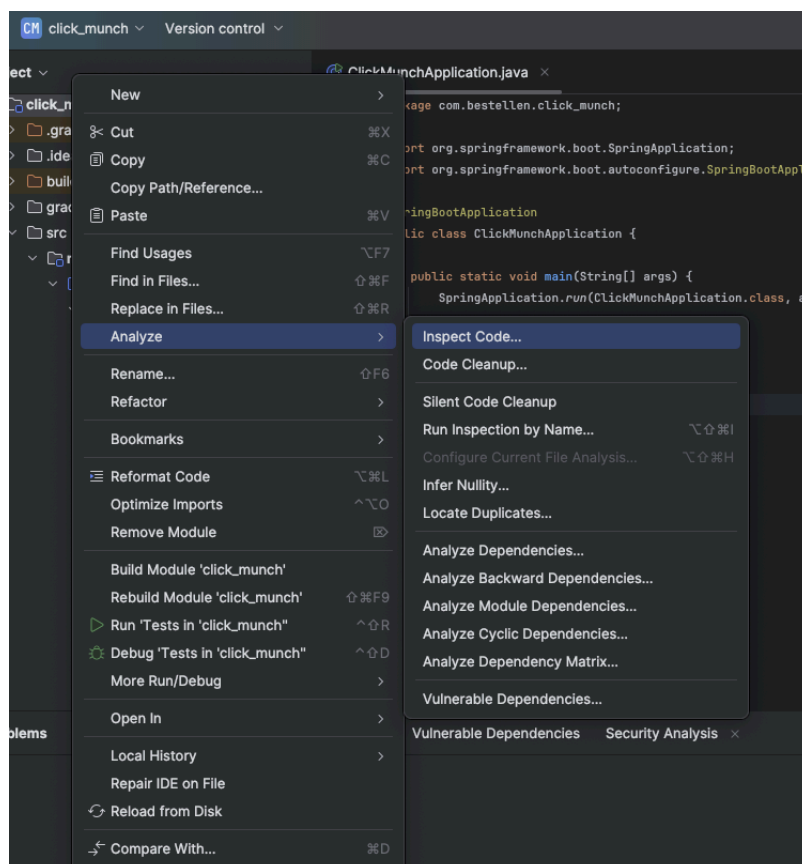 CM click_munch Version control
ect
ClickMunchApplication.java ×
click_m
.gra
.ide
buil
grad
src
kage com.bestellen.click_munch;
ort org.springframework.boot.SpringApplication;
ort org.springframework.boot.autoconfigure.SpringBootAppl
ringBootApplication
lic class ClickMunchApplication {
public static void main(String[] args) {
SpringApplication.run(ClickMunchApplication.class, a
New
Cut ⌘X
Copy ⌘C
Copy Path/Reference...
Paste ⌘V
Find Usages ⌥F7
Find in Files... ⇧⌘F
Replace in Files... ⇧⌘R
Analyze
Rename... ⇧F6
Refactor
Bookmarks
Reformat Code ⌥⌘L
Optimize Imports ^⌥O
Remove Module ⌦
Build Module 'click_munch'
Rebuild Module 'click_munch' ⇧⌘F9
Run 'Tests in 'click_munch'' ^⇧R
Debug 'Tests in 'click_munch'' ^⇧D
More Run/Debug
Open In
Local History
Repair IDE on File
Reload from Disk
Compare With... ⌘D
Inspect Code...
Code Cleanup...
Silent Code Cleanup
Run Inspection by Name... ⌥⇧⌘I
Configure Current File Analysis... ⌥⇧⌘H
Infer Nullity...
Locate Duplicates...
Analyze Dependencies...
Analyze Backward Dependencies...
Analyze Module Dependencies...
Analyze Cyclic Dependencies...
Analyze Dependency Matrix...
Vulnerable Dependencies...
blems
Vulnerable Dependencies Security Analysis ×